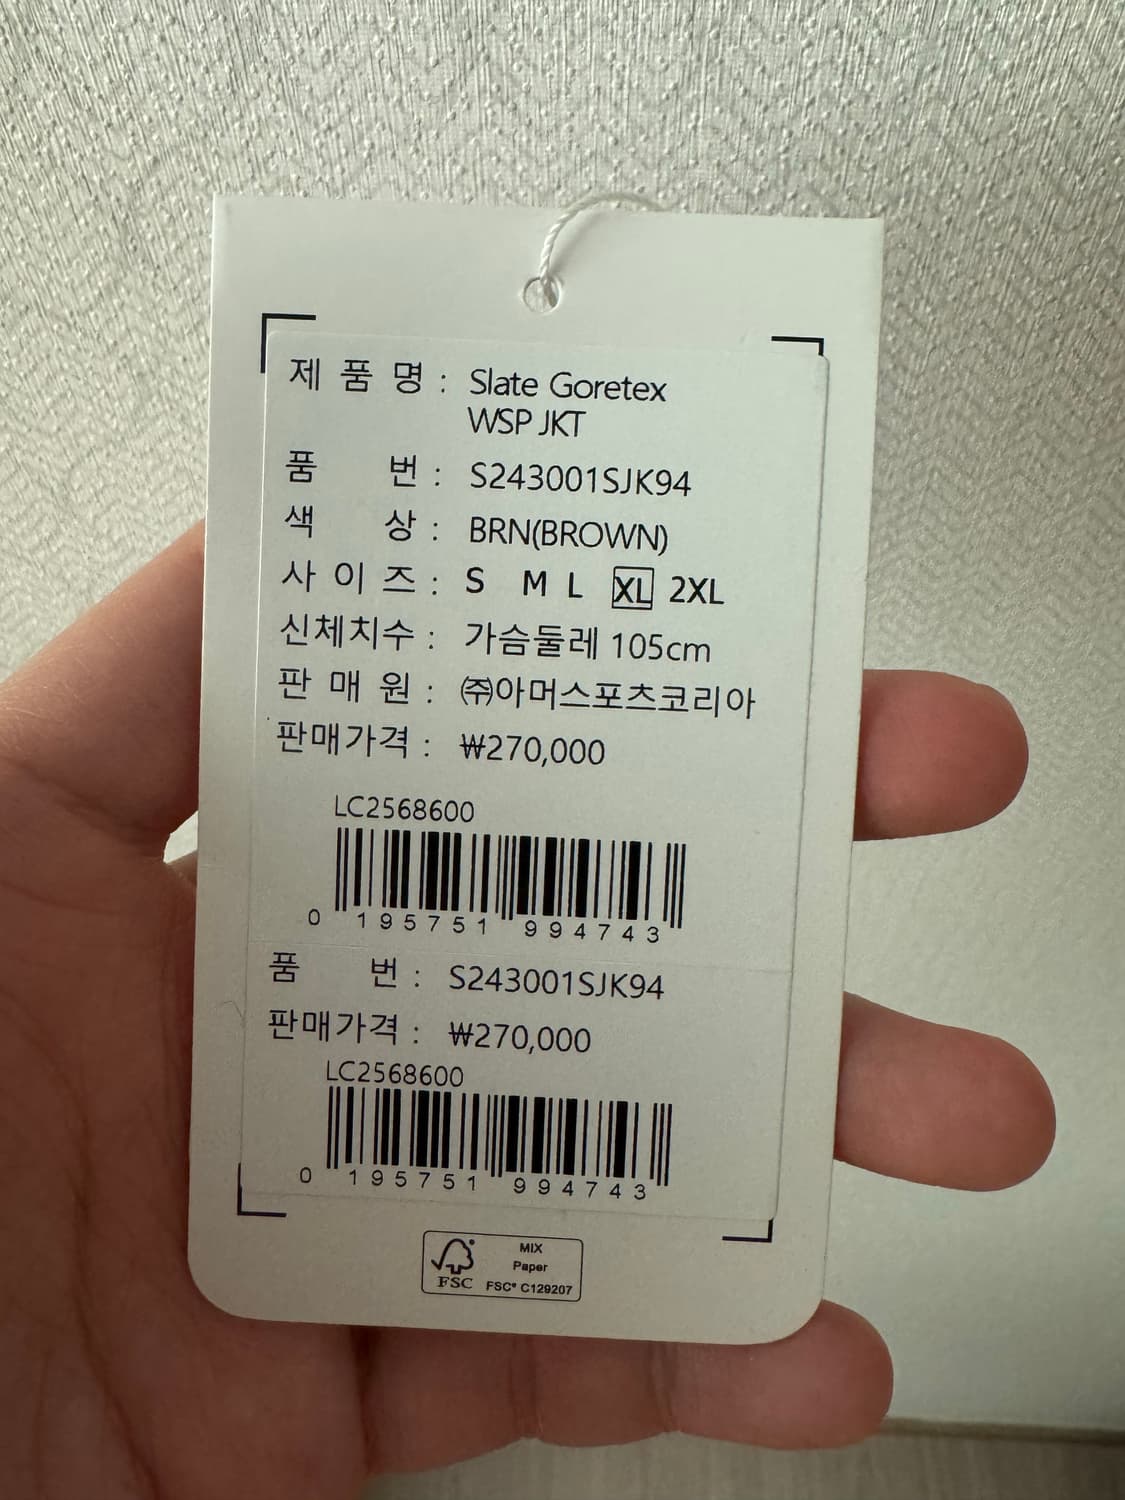 제 품 명 : Slate Goretex
WSP JKT
품 번 : S243001SJK94
색 상 : BRN(BROWN)
사 이 즈 : S M L XL 2XL
신체치수 : 가슴둘레 105cm
판 매 원 : ㈜아머스포츠코리아
판매가격 : ₩270,000
LC2568600
0 195751 994743
품 번 : S243001SJK94
판매가격 : ₩270,000
LC2568600
0 195751 994743
MIX
Paper
FSC FSC® C129207